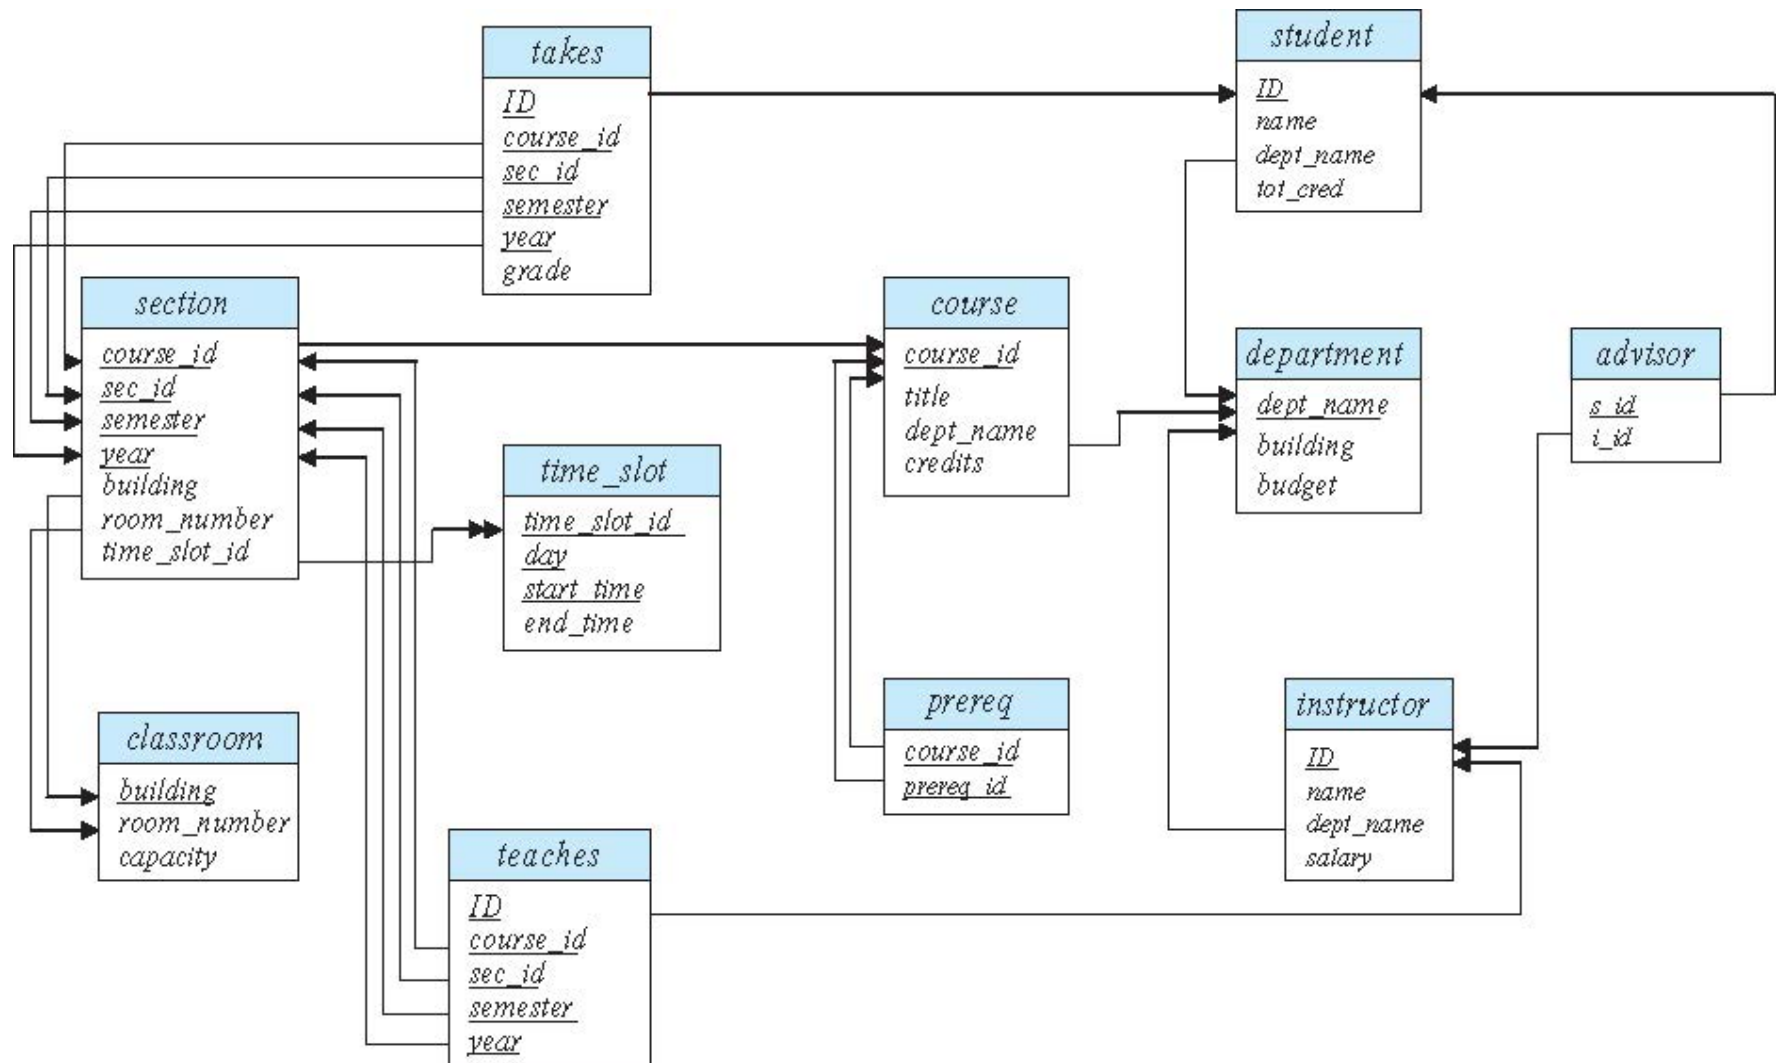 takes
ID
course_id
sec_id
semester
year
grade
student
ID
name
dept_name
tot_cred
section
course_id
sec_id
semester
year
building
room_number
time_slot_id
course
course_id
title
dept_name
credits
department
dept_name
building
budget
advisor
s_id
i_id
time_slot
time_slot_id
day
start_time
end_time
prereq
course_id
prereq_id
instructor
ID
name
dept_name
salary
classroom
building
room_number
capacity
teaches
ID
course_id
sec_id
semester
year